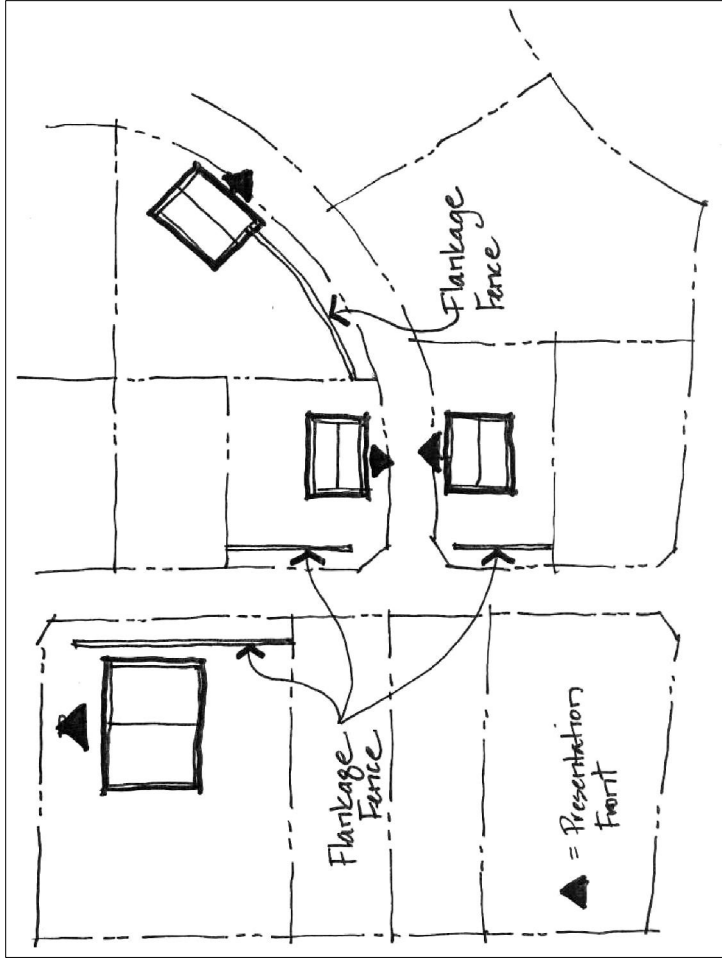 Flankage
Fence
Flankage
Fence
▲ = Presentation
Front